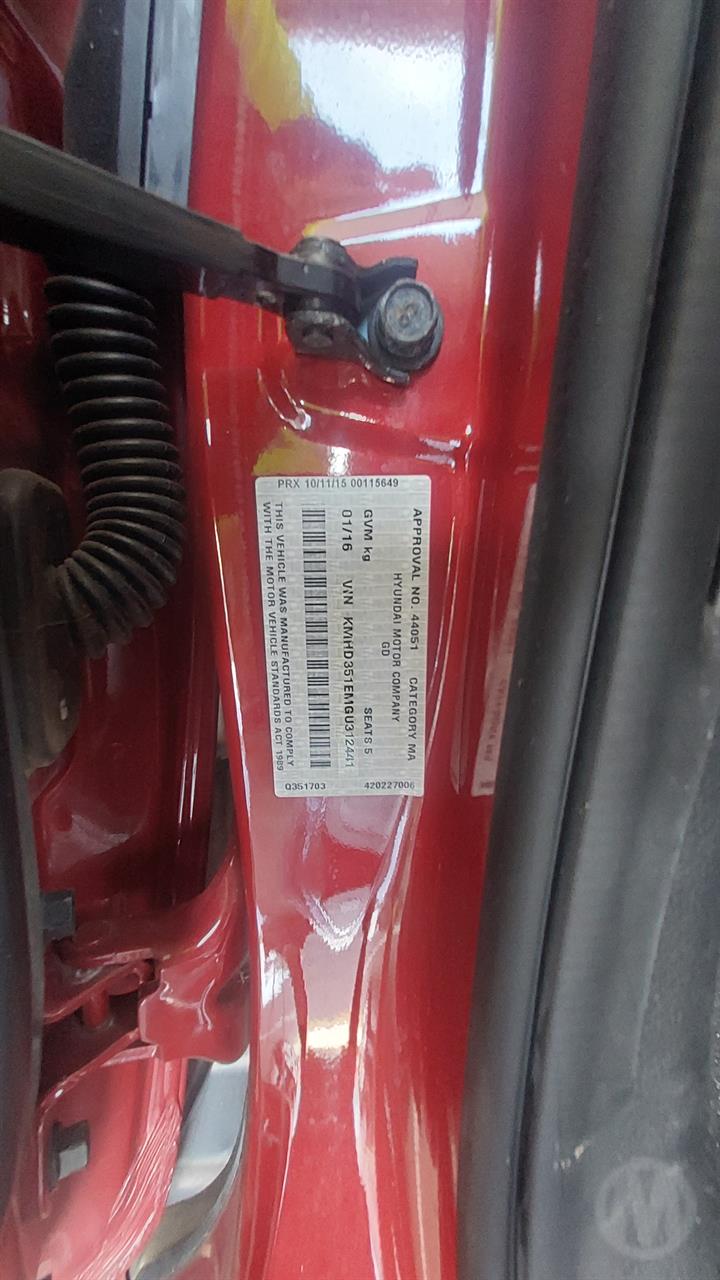 APPROVAL NO. 44051 CATEGORY MA
HYUNDAI MOTOR COMPANY
GD
GVM kg SEATS 5
01/16 VIN KMHD351EMGU312441
THIS VEHICLE WAS MANUFACTURED TO COMPLY
WITH THE MOTOR VEHICLE STANDARDS ACT 1989
PRX 10/11/15 00115649
Q351703 420227006